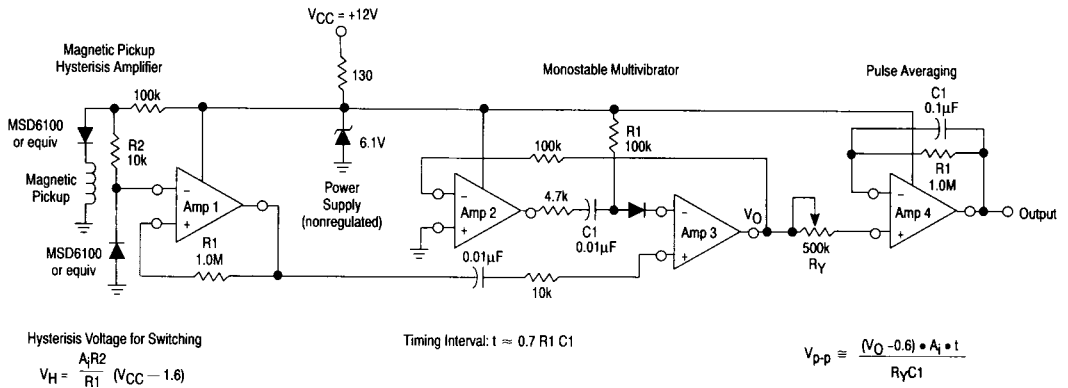 VCC = +12V
130
Magnetic Pickup
Hysterisis Amplifier
Monostable Multivibrator
Pulse Averaging
100k
MSD6100
or equiv
R2
10k
Magnetic
Pickup
MSD6100
or equiv
−
+
Amp 1
R1
1.0M
6.1V
Power
Supply
(nonregulated)
100k
R1
100k
−
+
Amp 2
4.7k
C1
0.01µF
0.01µF
10k
−
+
Amp 3
VO
500k
RY
C1
0.1µF
R1
1.0M
−
+
Amp 4
Output
Hysterisis Voltage for Switching
VH = AiR2/R1 (VCC − 1.6)
Timing Interval: t ≈ 0.7 R1 C1
Vp-p ≅ (VO −0.6) • Ai • t / RYC1